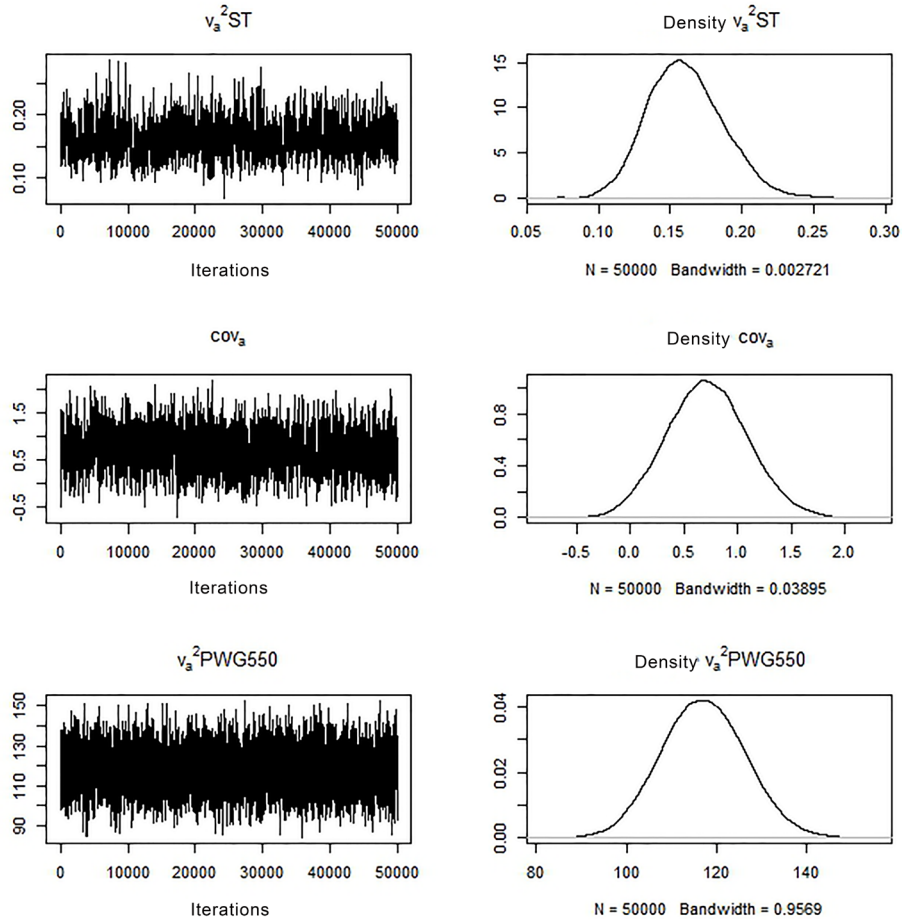 va²ST
Density va²ST
0.20
0.10
0 10000 20000 30000 40000 50000
Iterations
15
10
5
0
0.05 0.10 0.15 0.20 0.25 0.30
N = 50000 Bandwidth = 0.002721
cova
Density cova
1.5
0.5
-0.5
0 10000 20000 30000 40000 50000
Iterations
0.8
0.4
0.0
-0.5 0.0 0.5 1.0 1.5 2.0
N = 50000 Bandwidth = 0.03895
va²PWG550
Density va²PWG550
150
130
110
90
0 10000 20000 30000 40000 50000
Iterations
0.04
0.02
0.00
80 100 120 140
N = 50000 Bandwidth = 0.9569